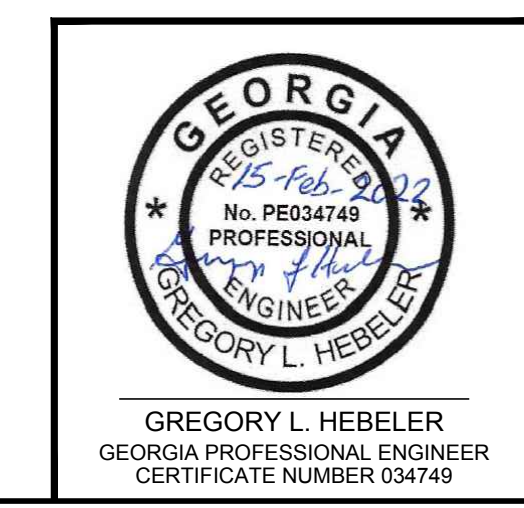 GEORGIA
REGISTERED
15-Feb-2022
No. PE034749
PROFESSIONAL
ENGINEER
GREGORY L. HEBELER
GREGORY L. HEBELER
GEORGIA PROFESSIONAL ENGINEER
CERTIFICATE NUMBER 034749